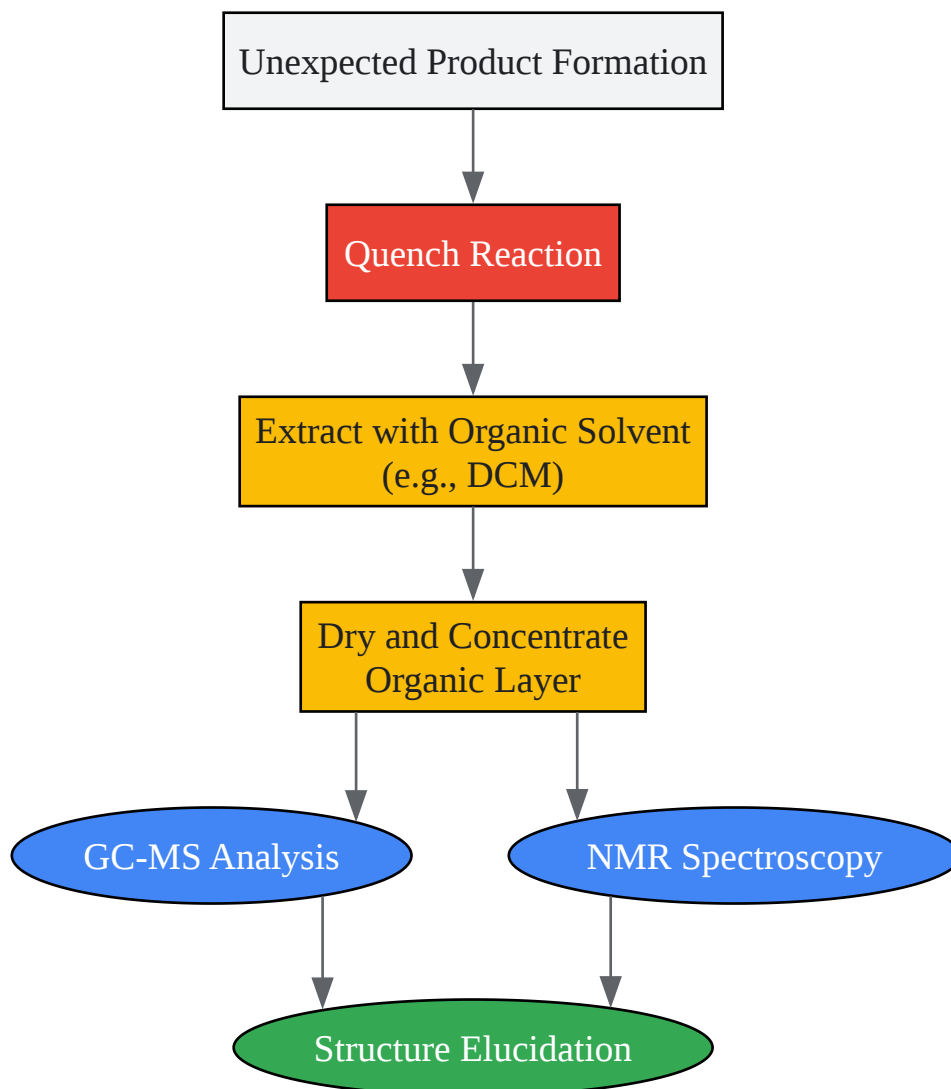 Unexpected Product Formation
Quench Reaction
Extract with Organic Solvent
(e.g., DCM)
Dry and Concentrate
Organic Layer
GC-MS Analysis
NMR Spectroscopy
Structure Elucidation